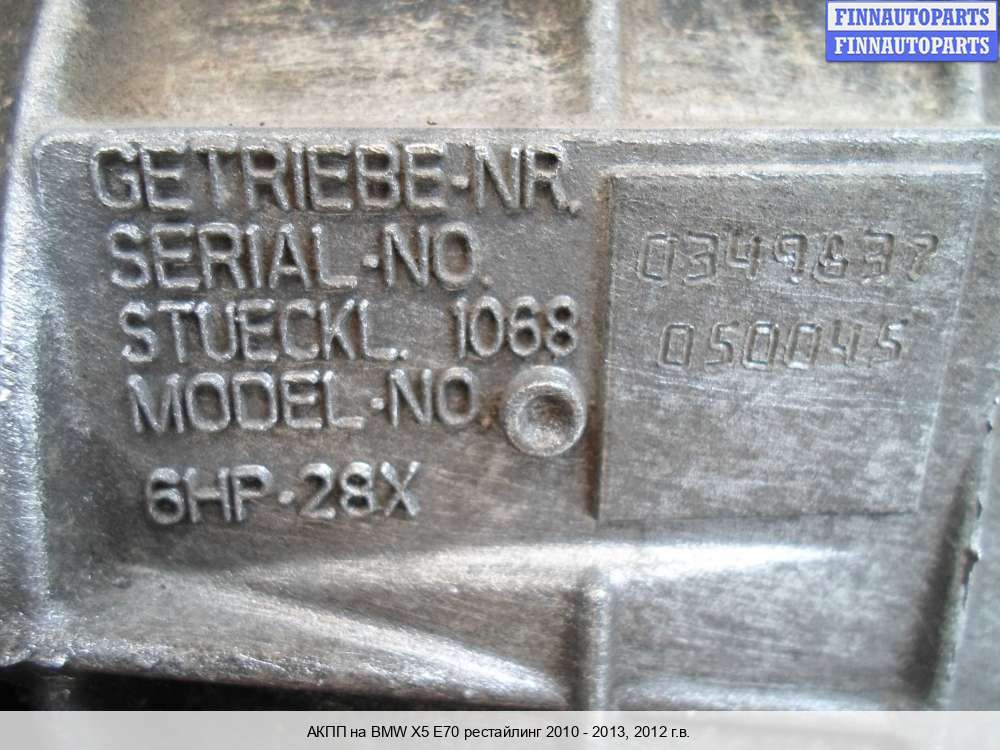 FINNAUTOPARTS
FINNAUTOPARTS
GETRIEBE-NR.
SERIAL-NO. 0349837
STUECKL. 1068 050045
MODEL-NO.
6HP-28X
АКПП на BMW X5 E70 рестайлинг 2010 - 2013, 2012 г.в.